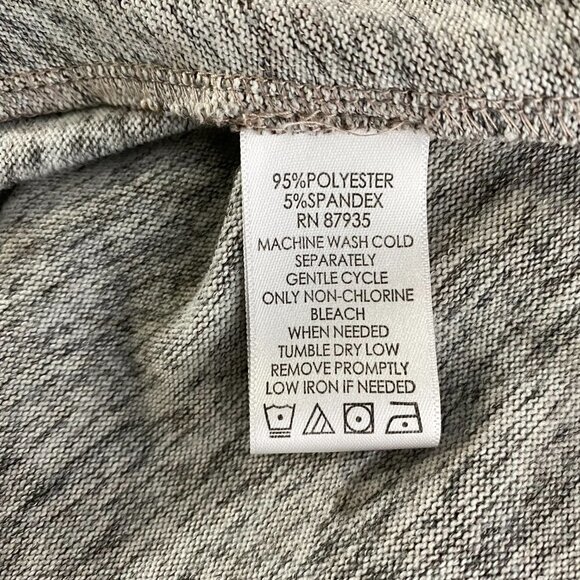 95%POLYESTER
5%SPANDEX
RN 87935
MACHINE WASH COLD
SEPARATELY
GENTLE CYCLE
ONLY NON-CHLORINE
BLEACH
WHEN NEEDED
TUMBLE DRY LOW
REMOVE PROMPTLY
LOW IRON IF NEEDED